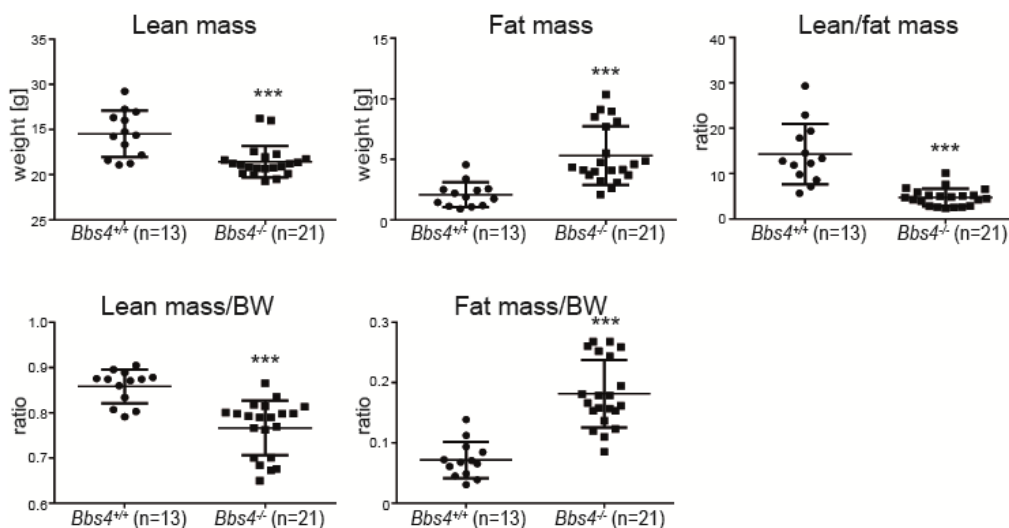 Lean mass
35
30
15
20
25
weight [g]
***
Bbs4+/+ (n=13)
Bbs4-/- (n=21)
Fat mass
15
10
5
0
weight [g]
***
Bbs4+/+ (n=13)
Bbs4-/- (n=21)
Lean/fat mass
40
30
20
10
0
ratio
***
Bbs4+/+ (n=13)
Bbs4-/- (n=21)
Lean mass/BW
1.0
0.9
0.8
0.7
0.6
ratio
***
Bbs4+/+ (n=13)
Bbs4-/- (n=21)
Fat mass/BW
0.3
0.2
0.1
0
ratio
***
Bbs4+/+ (n=13)
Bbs4-/- (n=21)